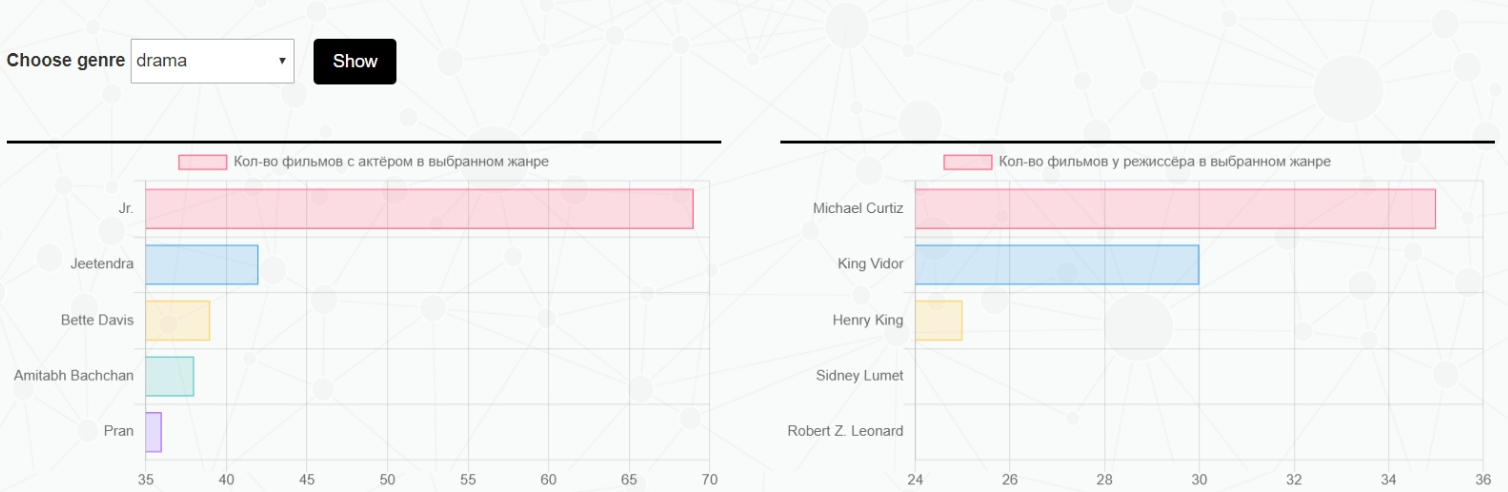 Choose genre drama Show
Кол-во фильмов с актёром в выбранном жанре
Jr.
Jeetendra
Bette Davis
Amitabh Bachchan
Pran
35 40 45 50 55 60 65 70
Кол-во фильмов у режиссёра в выбранном жанре
Michael Curtiz
King Vidor
Henry King
Sidney Lumet
Robert Z. Leonard
24 26 28 30 32 34 36